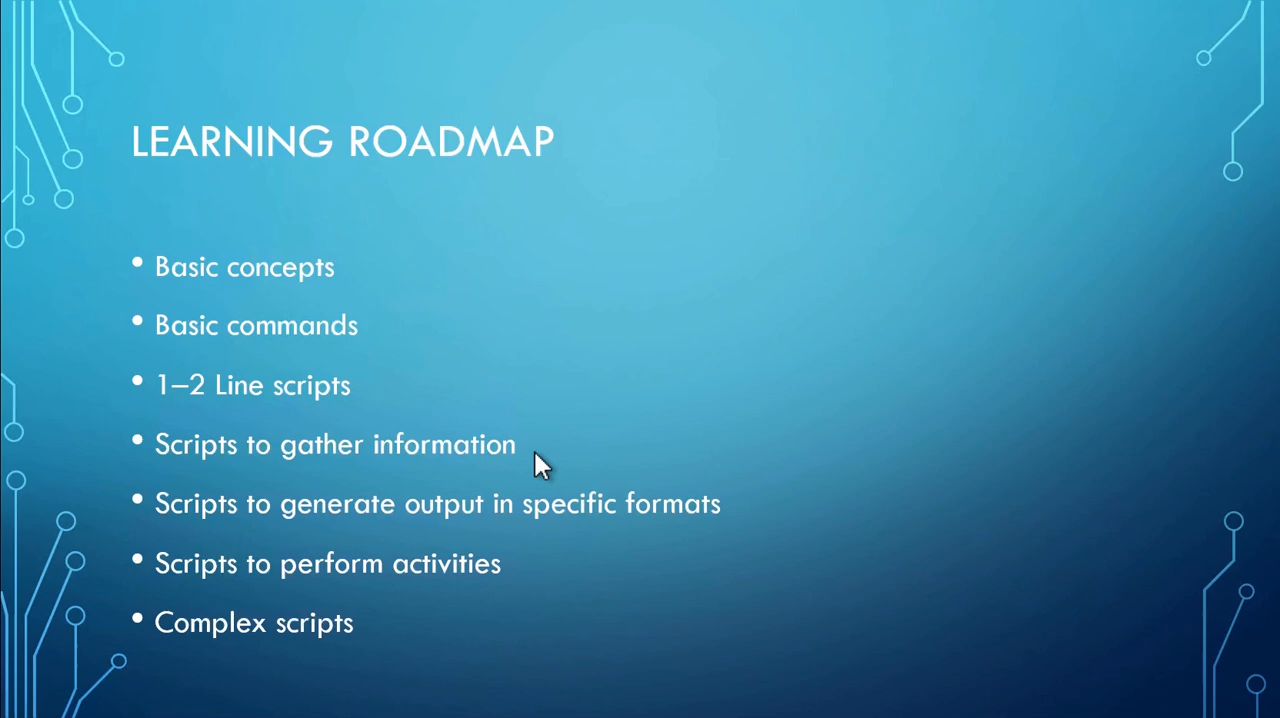 LEARNING ROADMAP
• Basic concepts
• Basic commands
• 1–2 Line scripts
• Scripts to gather information
• Scripts to generate output in specific formats
• Scripts to perform activities
• Complex scripts